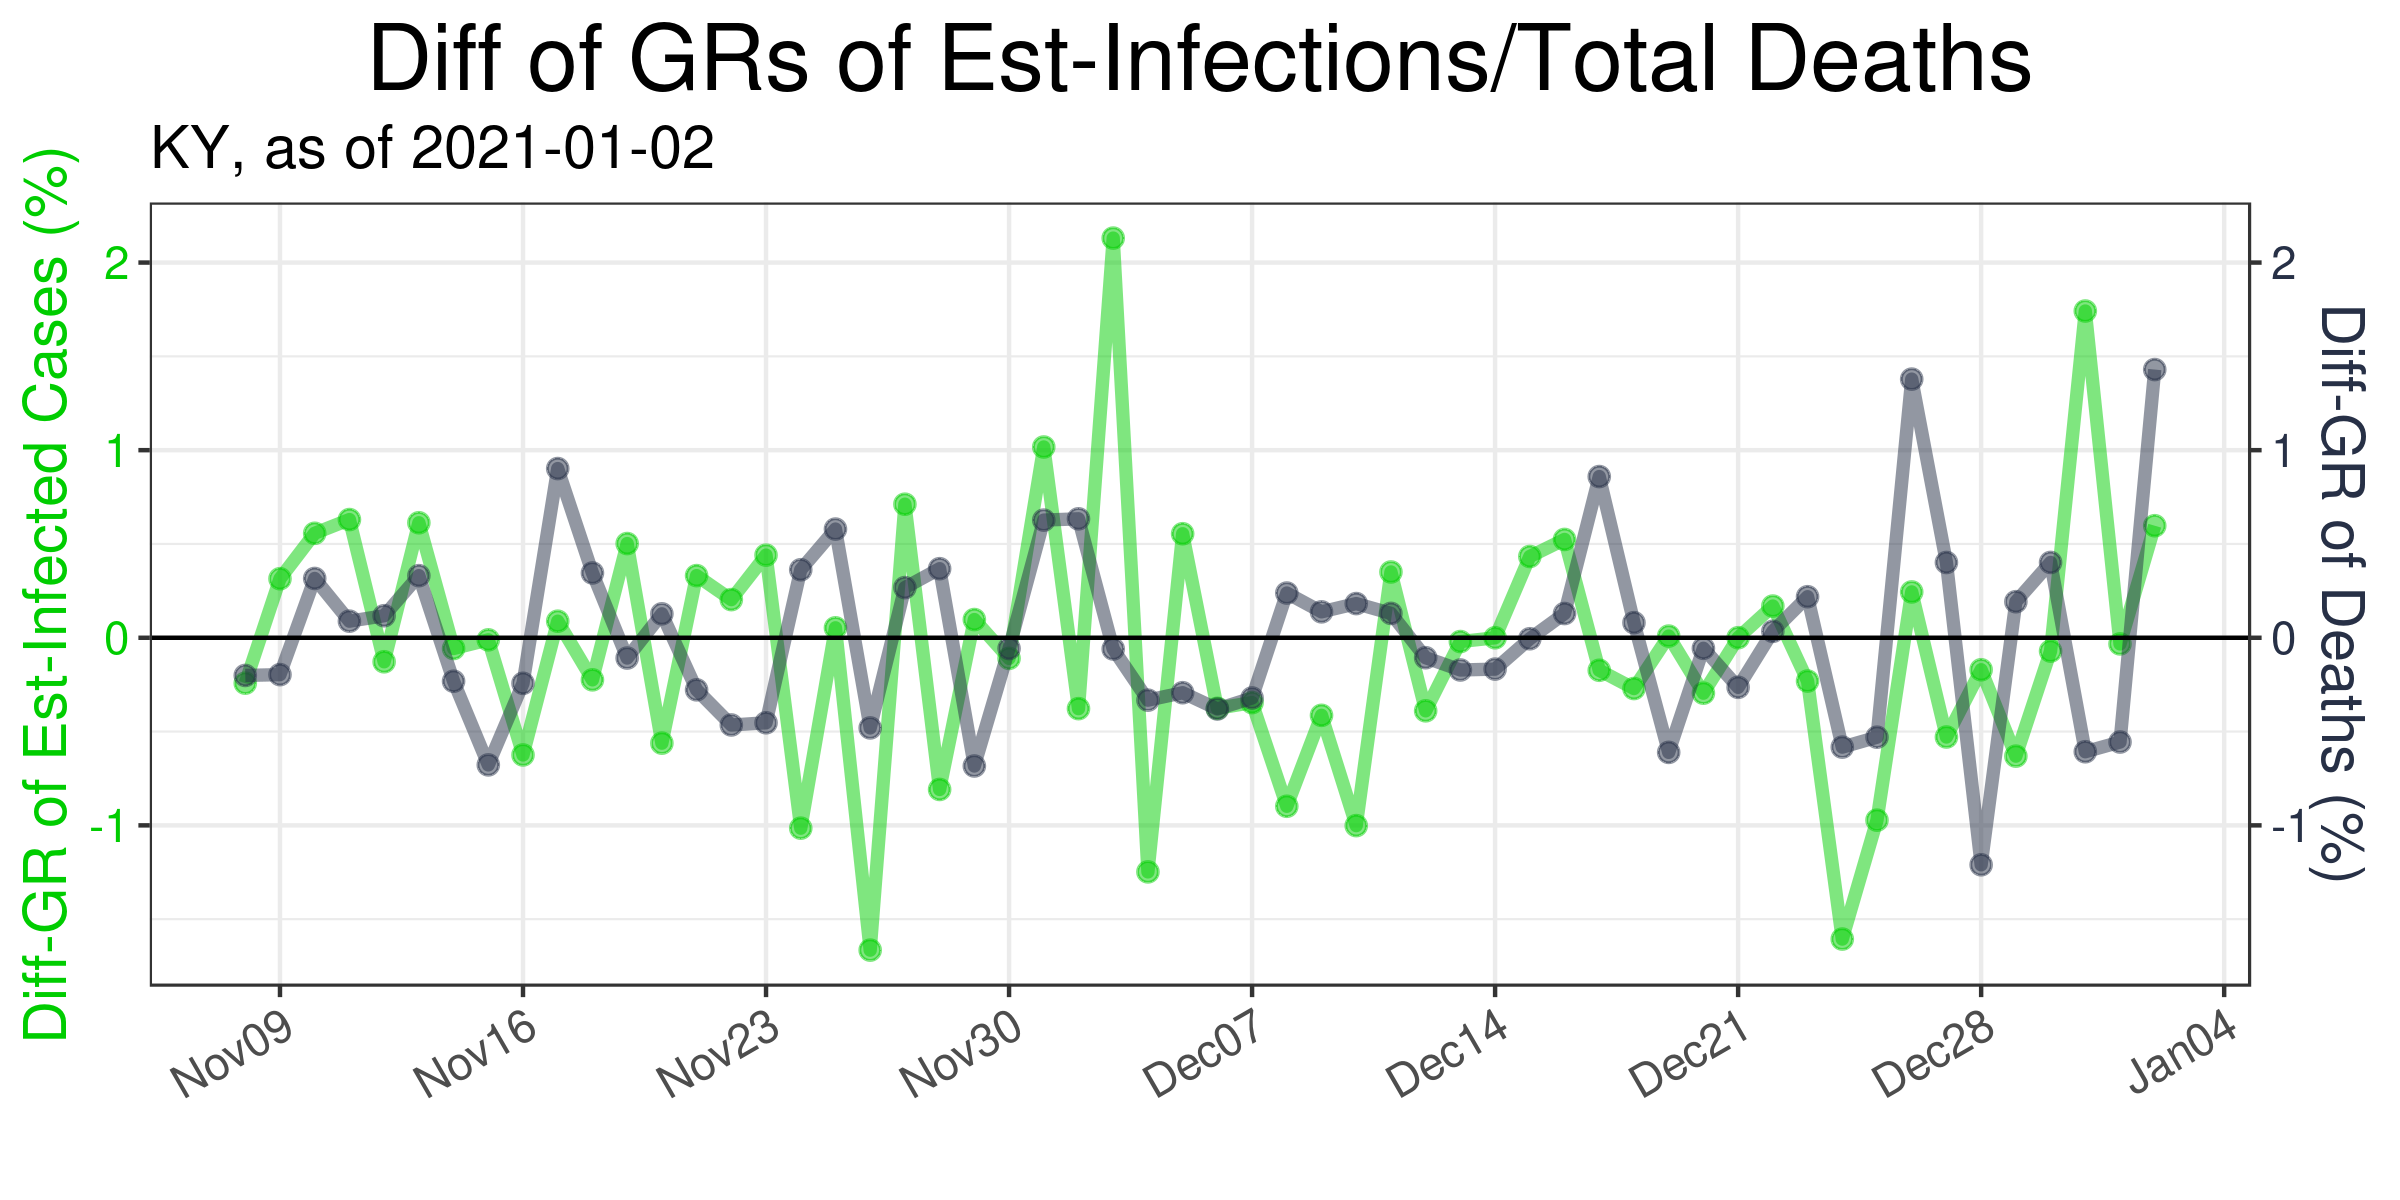 Diff of GRs of Est-Infections/Total Deaths
KY, as of 2021-01-02
Diff-GR of Est-Infected Cases (%)
2
1
0
-1
2
1
0
-1
Diff-GR of Deaths (%)
Nov09
Nov16
Nov23
Nov30
Dec07
Dec14
Dec21
Dec28
Jan04